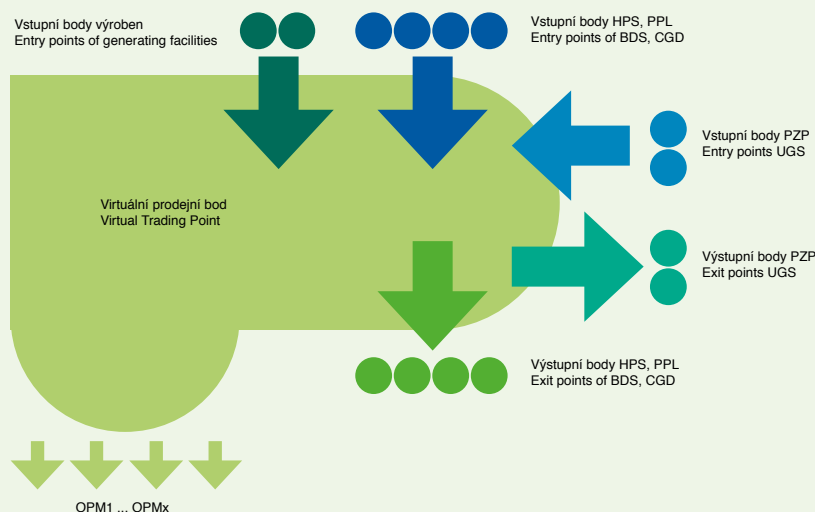 Vstupní body výroben
Entry points of generating facilities
Vstupní body HPS, PPL
Entry points of BDS, CGD
Vstupní body PZP
Entry points UGS
Virtuální prodejní bod
Virtual Trading Point
Výstupní body PZP
Exit points UGS
Výstupní body HPS, PPL
Exit points of BDS, CGD
OPM1 ... OPMx